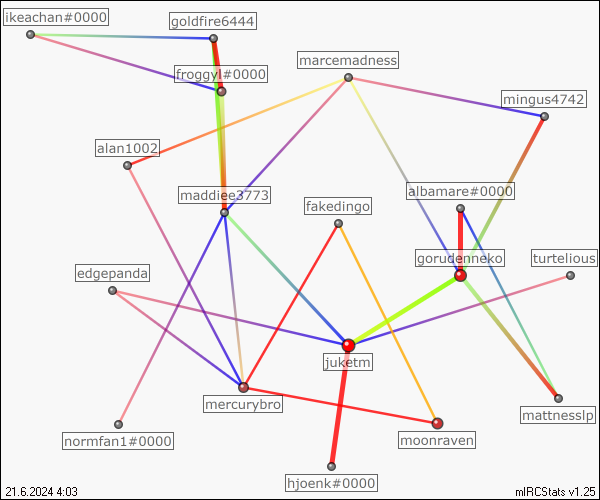 ikeachan#0000
goldfire6444
froggyl#0000
marcemadness
mingus4742
alan1002
maddiee3773
albamare#0000
fakedingo
gorudenneko
turtelious
edgepanda
juketm
mercurybro
mattnesslp
normfan1#0000
moonraven
hjoenk#0000
21.6.2024 4:03
mIRCStats v1.25